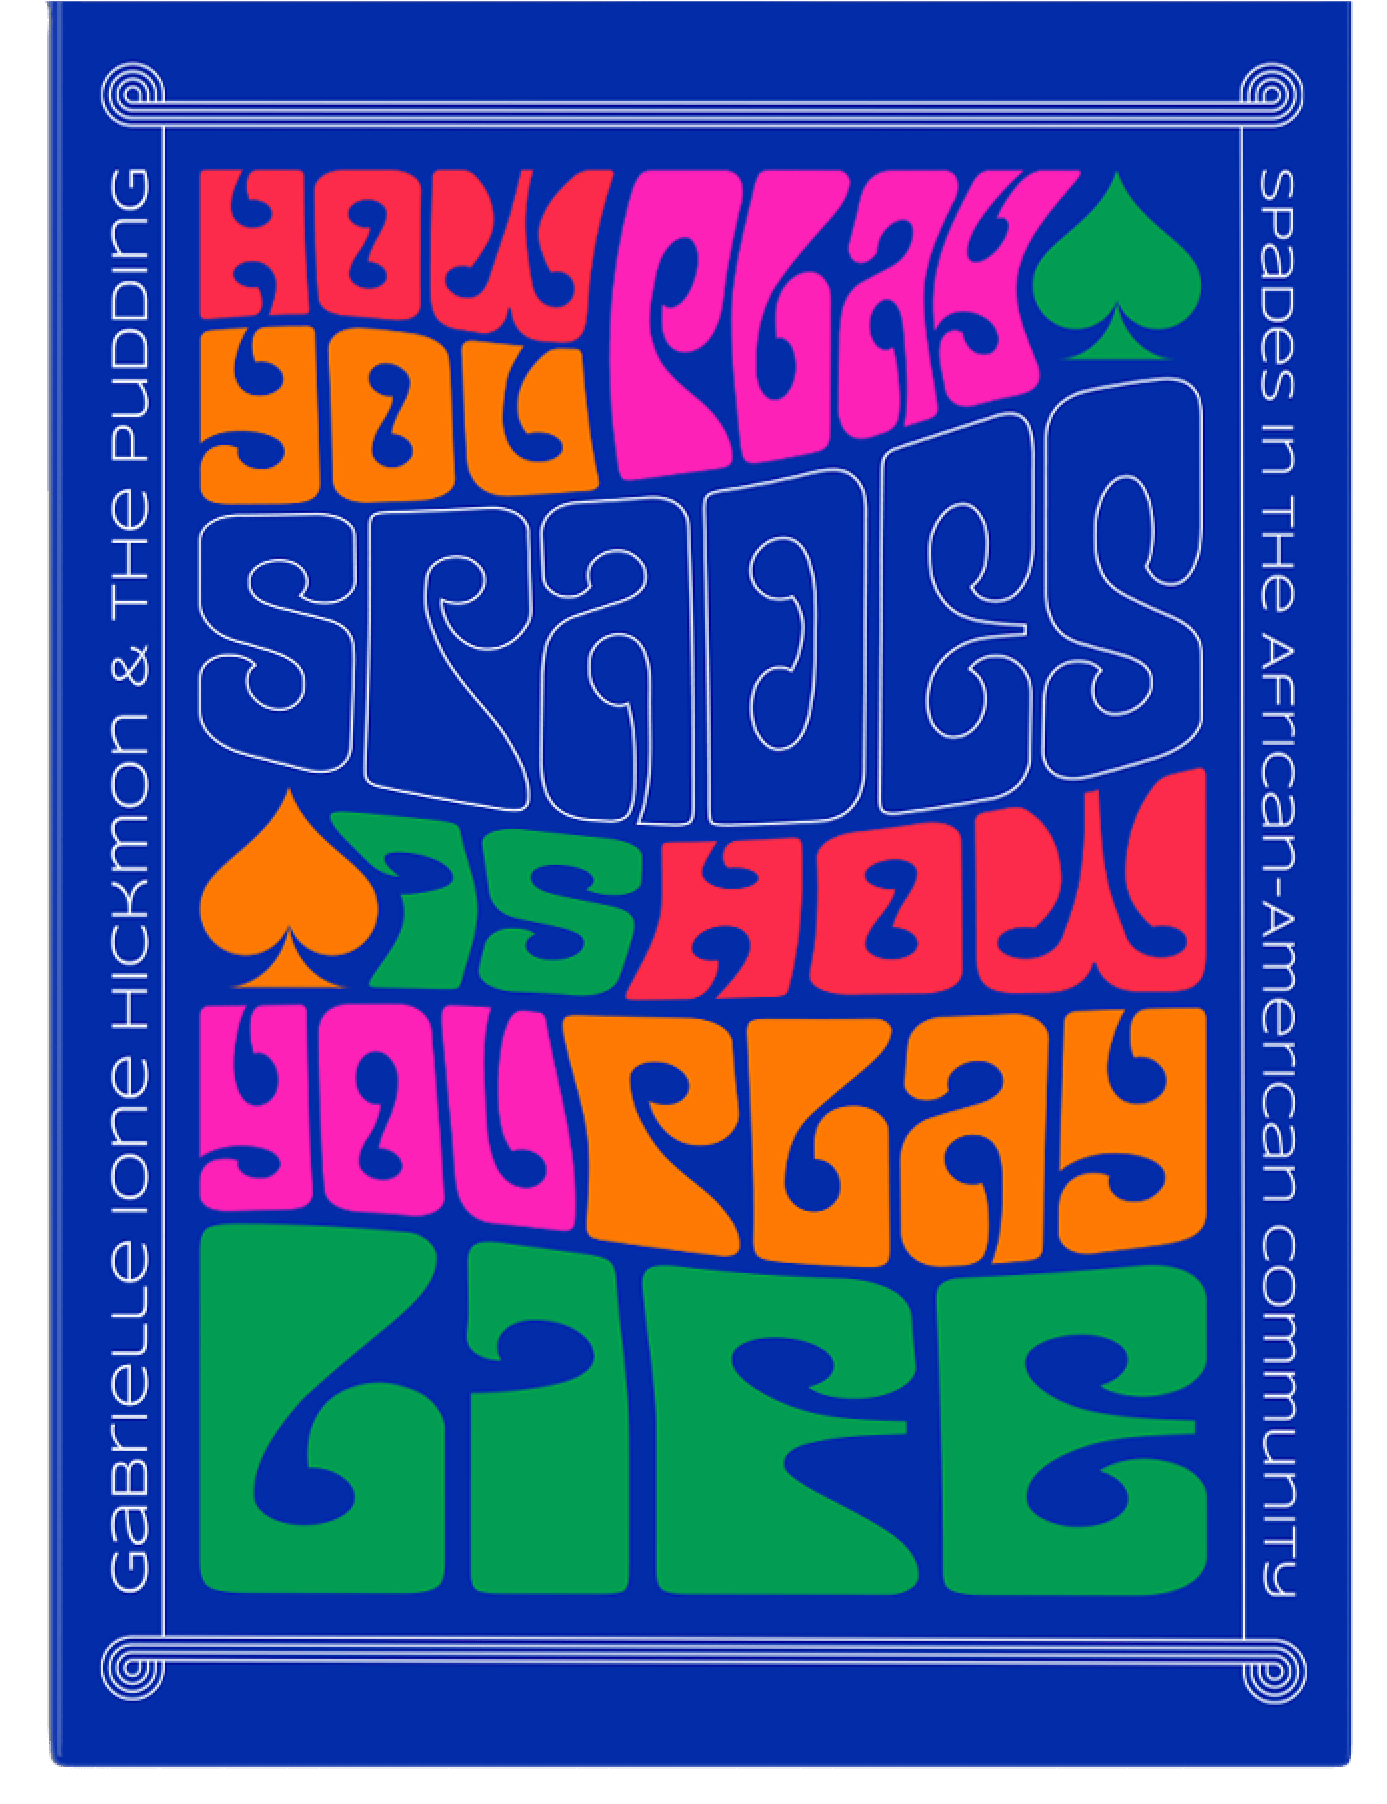 HOW PLAY
YOU
SPADES
IS HOW
YOU PLAY
LIFE
GABRIELLE IONE HICKMON & THE PUDDING
SPADES IN THE AFRICAN-AMERICAN COMMUNITY